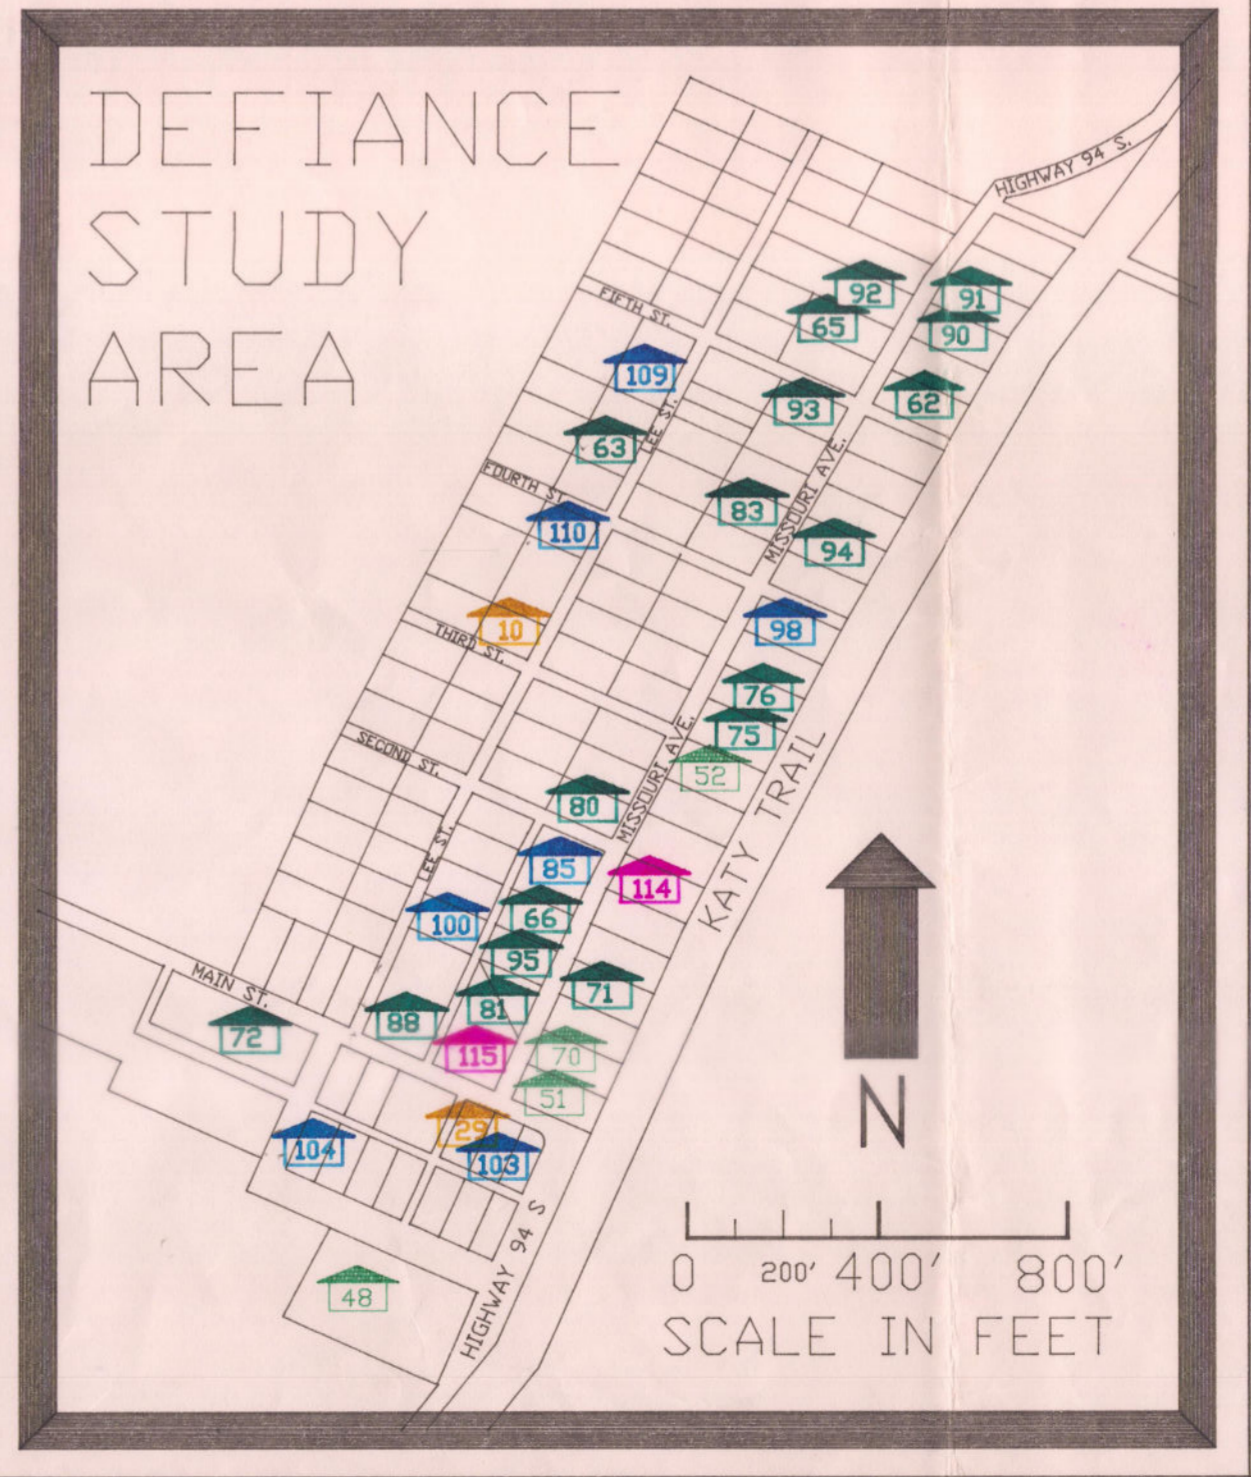 DEFIANCE
STUDY
AREA
HIGHWAY 94 S.
92
91
65
90
FIFTH ST.
109
93
62
LEE ST.
63
MISSOURI AVE.
FOURTH ST.
83
110
94
10
98
THIRD ST.
76
75
52
MISSOURI AVE.
SECOND ST.
80
KATY TRAIL
LEE ST.
85
114
66
100
95
71
MAIN ST.
81
88
72
115
70
51
29
104
103
N
HIGHWAY 94 S
48
0 200' 400' 800'
SCALE IN FEET